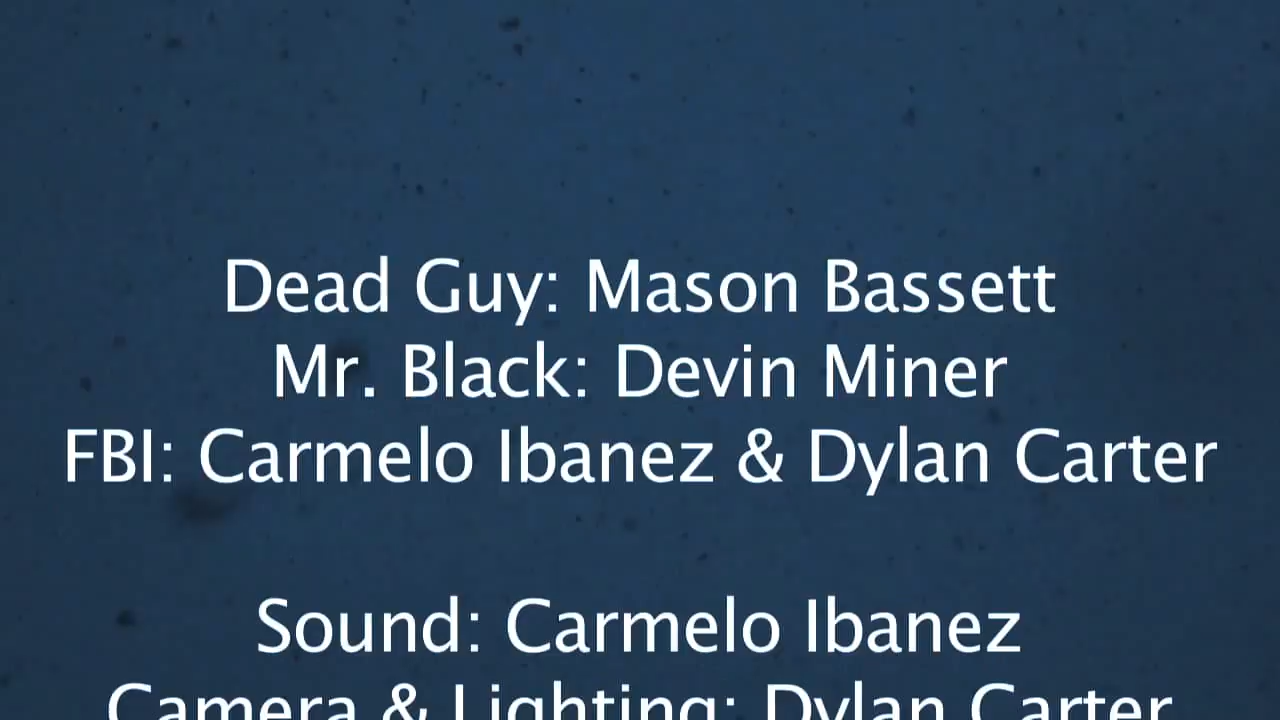 Dead Guy: Mason Bassett
Mr. Black: Devin Miner
FBI: Carmelo Ibanez & Dylan Carter
Sound: Carmelo Ibanez
Camera & Lighting: Dylan Carter